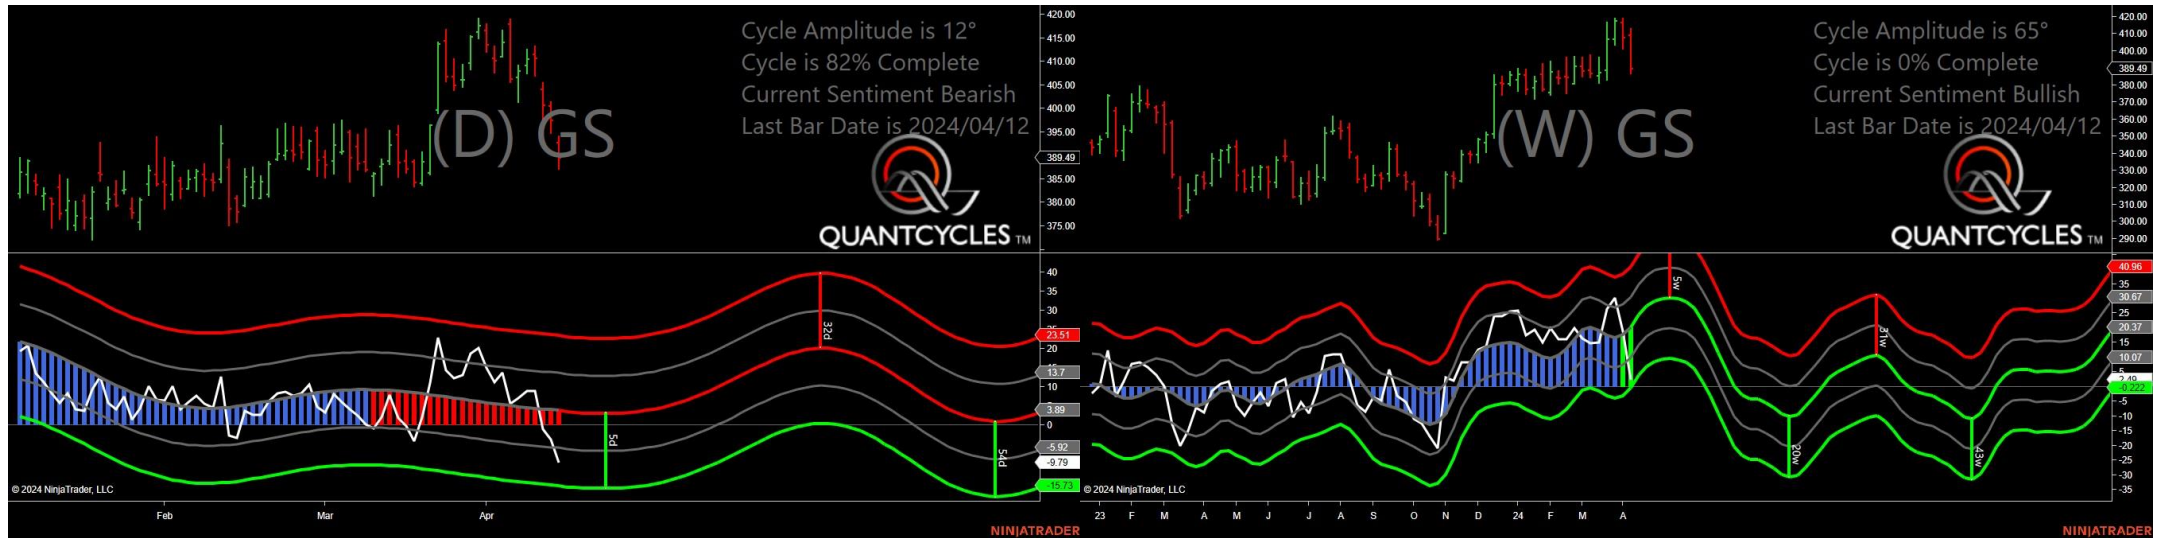 Cycle Amplitude is 12°
Cycle is 82% Complete
Current Sentiment Bearish
Last Bar Date is 2024/04/12
(D) GS
QUANTCYCLES TM
420.00
415.00
410.00
405.00
400.00
395.00
389.49
385.00
380.00
375.00
40
35
30
23.51
20
13.7
10
3.89
0
-5.92
-9.79
-15.73
5d
32d
54d
© 2024 NinjaTrader, LLC
Feb Mar Apr
NINJATRADER
Cycle Amplitude is 65°
Cycle is 0% Complete
Current Sentiment Bullish
Last Bar Date is 2024/04/12
(W) GS
QUANTCYCLES TM
420.00
410.00
400.00
389.49
380.00
370.00
360.00
350.00
340.00
330.00
320.00
310.00
300.00
290.00
40.96
35
30.67
25
20.37
15
10.07
5
2.49
-0.222
-5
-10
-15
-20
-25
-30
-35
5w
20w
31w
43w
© 2024 NinjaTrader, LLC
23 F M A M J J A S O N D 24 F M A
NINJATRADER